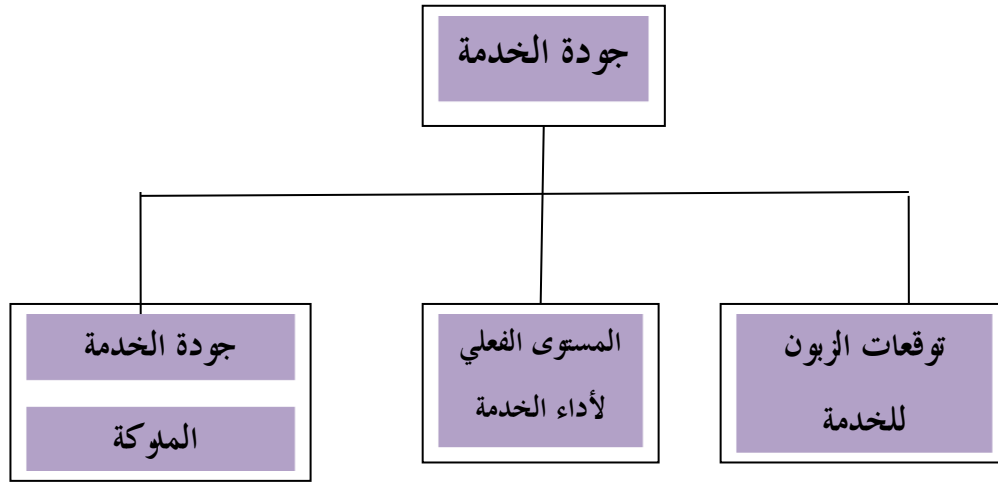 جودة الخدمة
توقعات الزبون
للخدمة
المستوى الفعلي
لأداء الخدمة
جودة الخدمة
المدركة